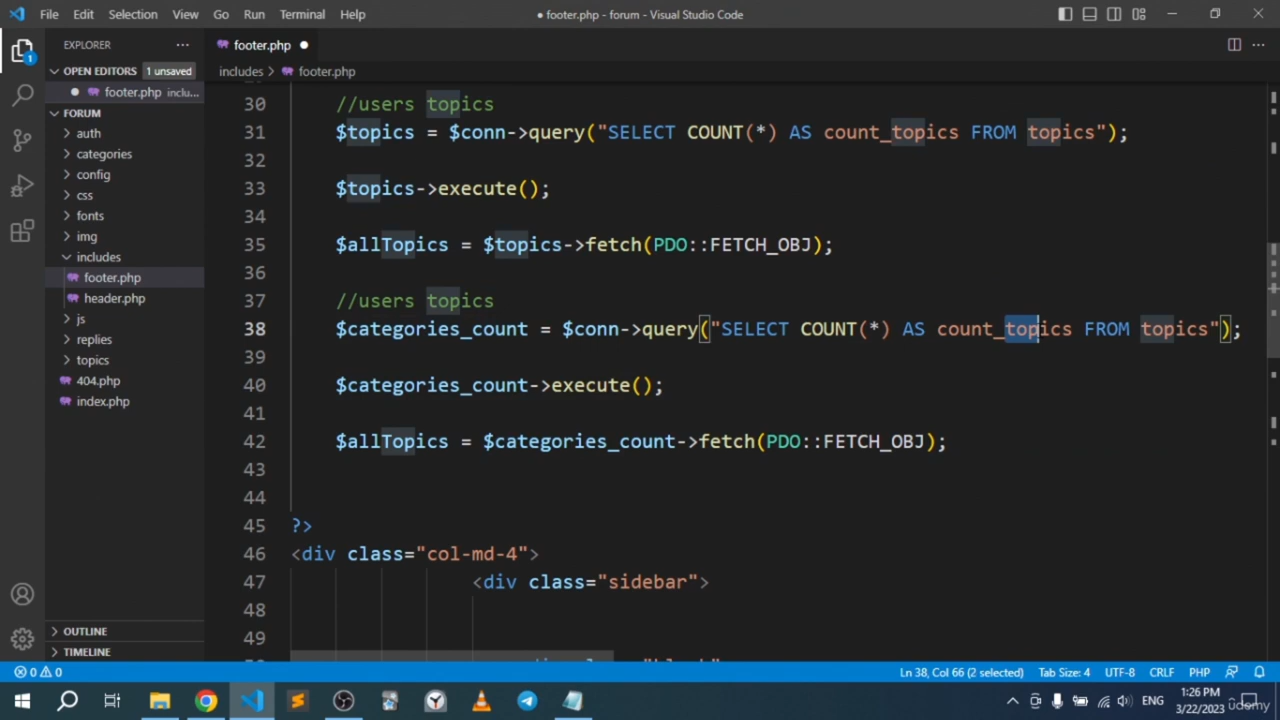 File Edit Selection View Go Run Terminal Help
● footer.php - forum - Visual Studio Code
EXPLORER ···
footer.php ●
OPEN EDITORS 1 unsaved
● footer.php inclu...
includes > footer.php
FORUM
auth
categories
config
css
fonts
img
includes
footer.php
header.php
js
replies
topics
404.php
index.php
OUTLINE
TIMELINE
30 //users topics
31 $topics = $conn->query("SELECT COUNT(*) AS count_topics FROM topics");
32
33 $topics->execute();
34
35 $allTopics = $topics->fetch(PDO::FETCH_OBJ);
36
37 //users topics
38 $categories_count = $conn->query("SELECT COUNT(*) AS count_topics FROM topics");
39
40 $categories_count->execute();
41
42 $allTopics = $categories_count->fetch(PDO::FETCH_OBJ);
43
44
45 ?>
46 <div class="col-md-4">
47 <div class="sidebar">
48
49
0 0 Ln 38, Col 66 (2 selected) Tab Size: 4 UTF-8 CRLF PHP
ENG
1:26 PM
3/22/2023
udemy